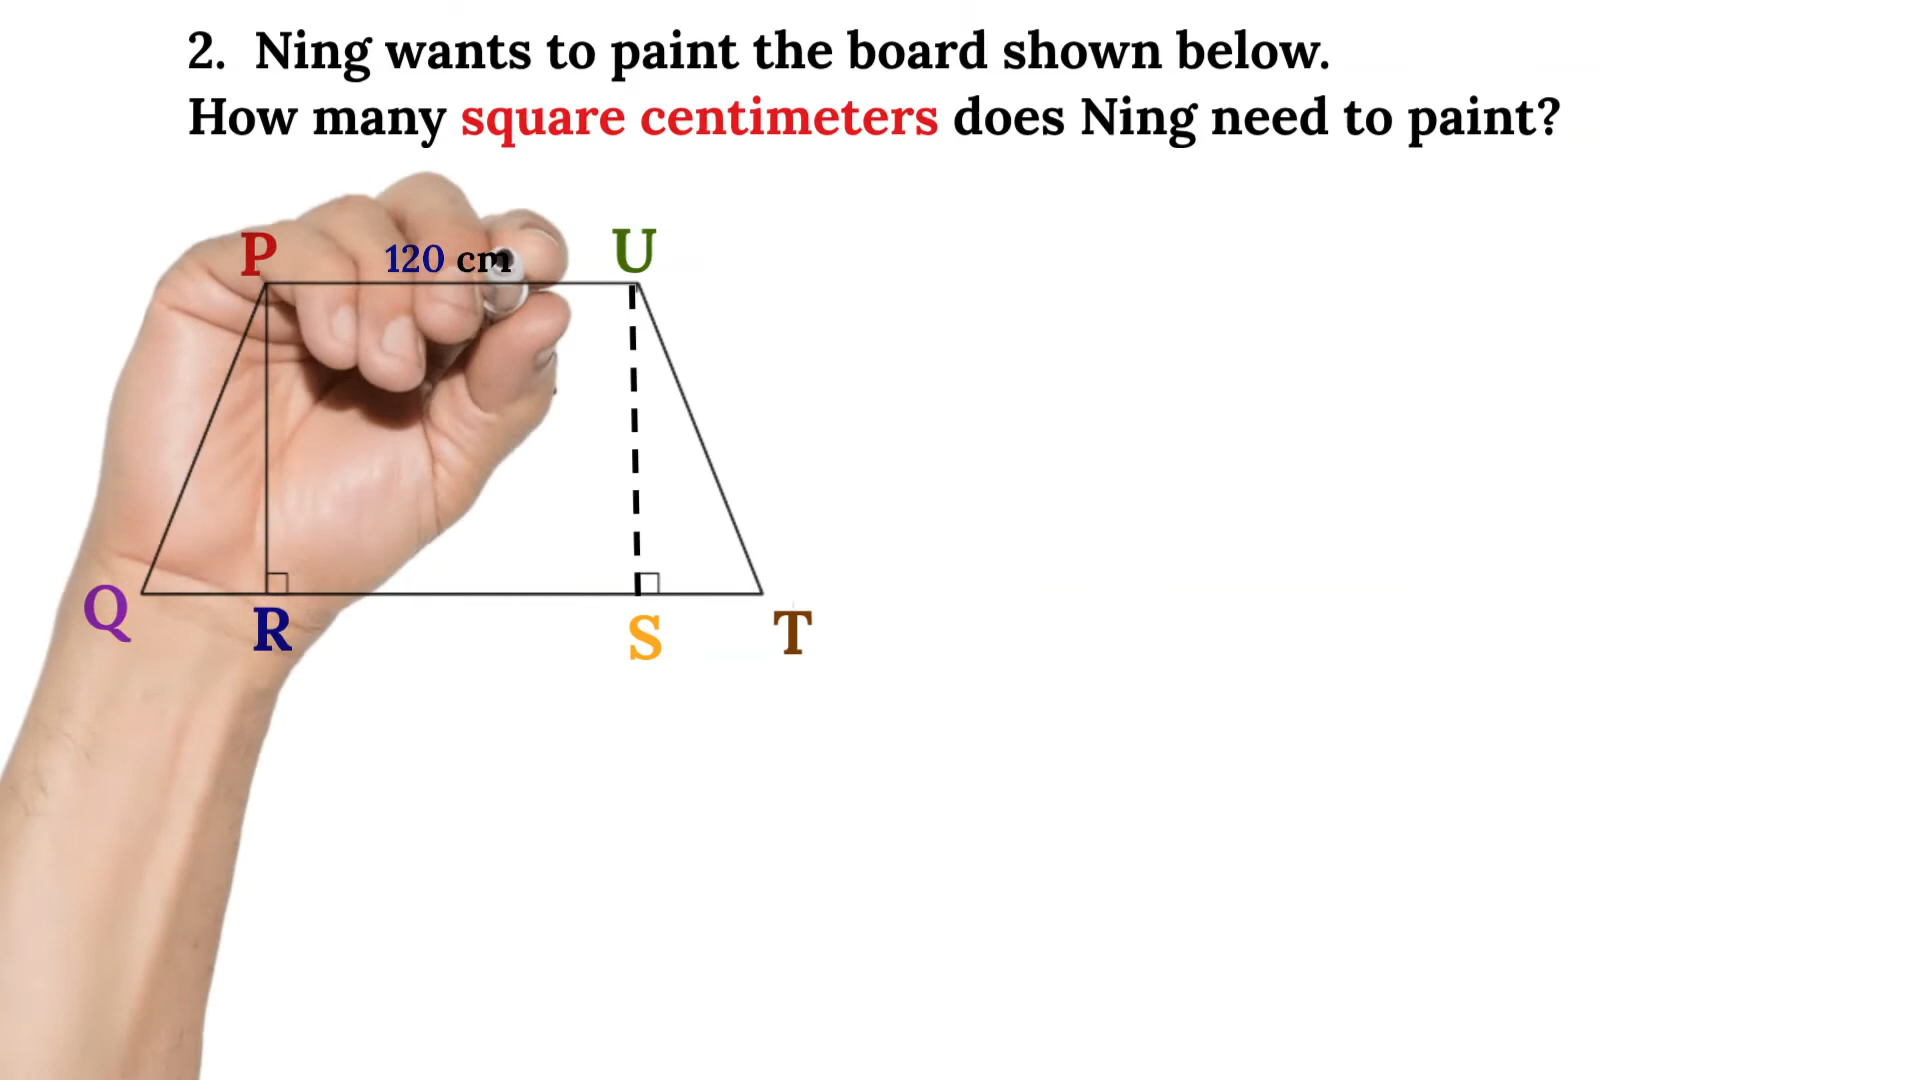 2. Ning wants to paint the board shown below.
How many square centimeters does Ning need to paint?
P 120 cm U
Q R S T